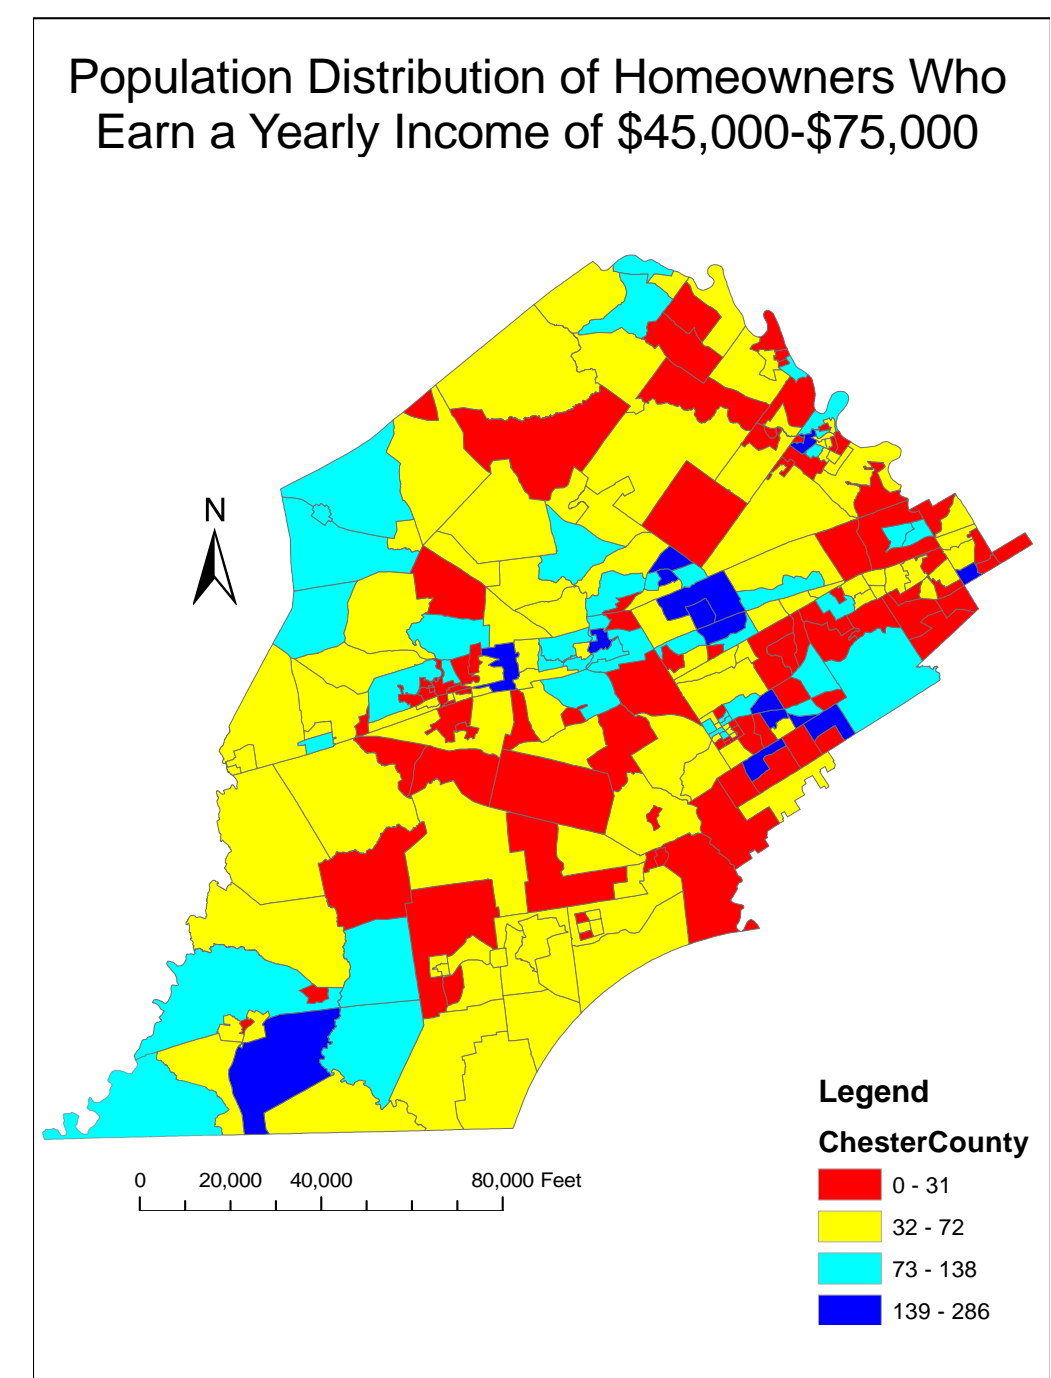 Population Distribution of Homeowners Who
Earn a Yearly Income of $45,000-$75,000
N
Legend
ChesterCounty
0 - 31
32 - 72
73 - 138
139 - 286
0 20,000 40,000 80,000 Feet